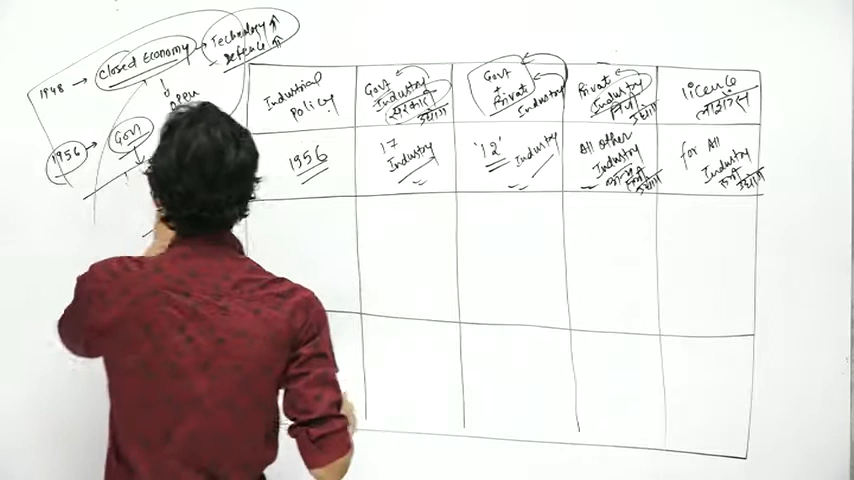 1948 → Closed Economy → Technology ↑
Defence ↑
open
1956 → Govt
Industrial
Policy
Govt
Industry
सरकारी
उद्योग
Govt
+
Private
Industry
Private
Industry
निजी
उद्योग
licence
लाइसेंस
1956
17
Industry
'12'
Industry
All other
Industry
अन्य
निजी
उद्योग
for All
Industry
सभी
उद्योग